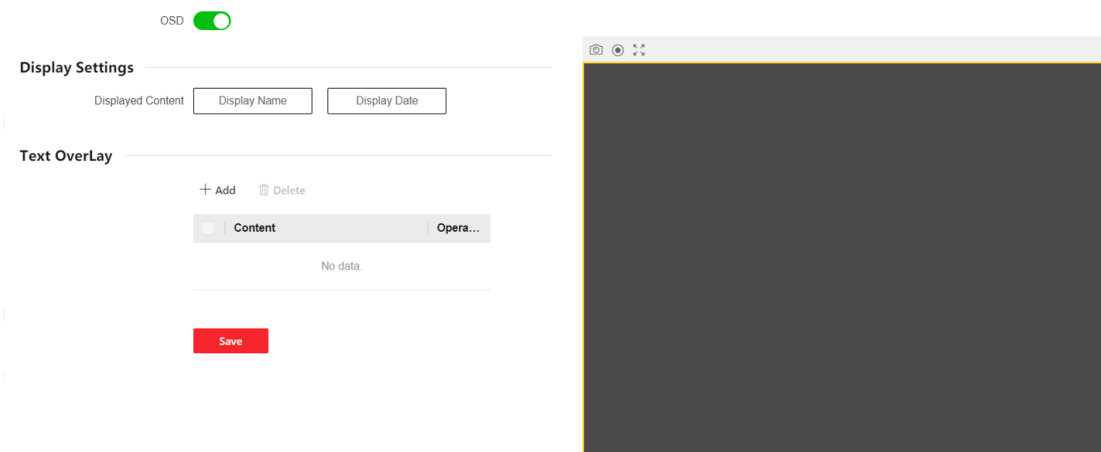 OSD
Display Settings
Displayed Content Display Name Display Date
Text OverLay
Add Delete
Content Opera...
No data.
Save